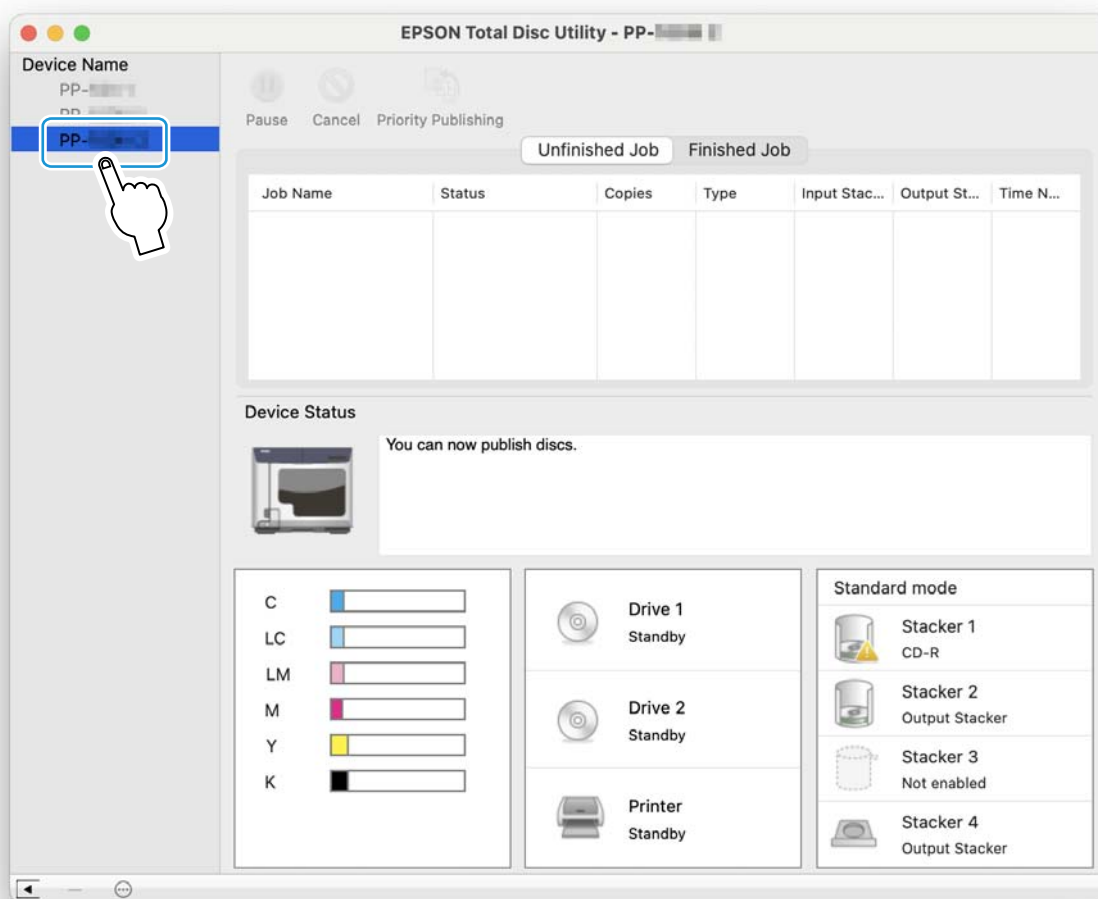 EPSON Total Disc Utility - PP-
Device Name
PP-
PP-
PP-
Pause Cancel Priority Publishing
Unfinished Job Finished Job
Job Name Status Copies Type Input Stac... Output St... Time N...
Device Status
You can now publish discs.
C
LC
LM
M
Y
K
Drive 1
Standby
Drive 2
Standby
Printer
Standby
Standard mode
Stacker 1
CD-R
Stacker 2
Output Stacker
Stacker 3
Not enabled
Stacker 4
Output Stacker